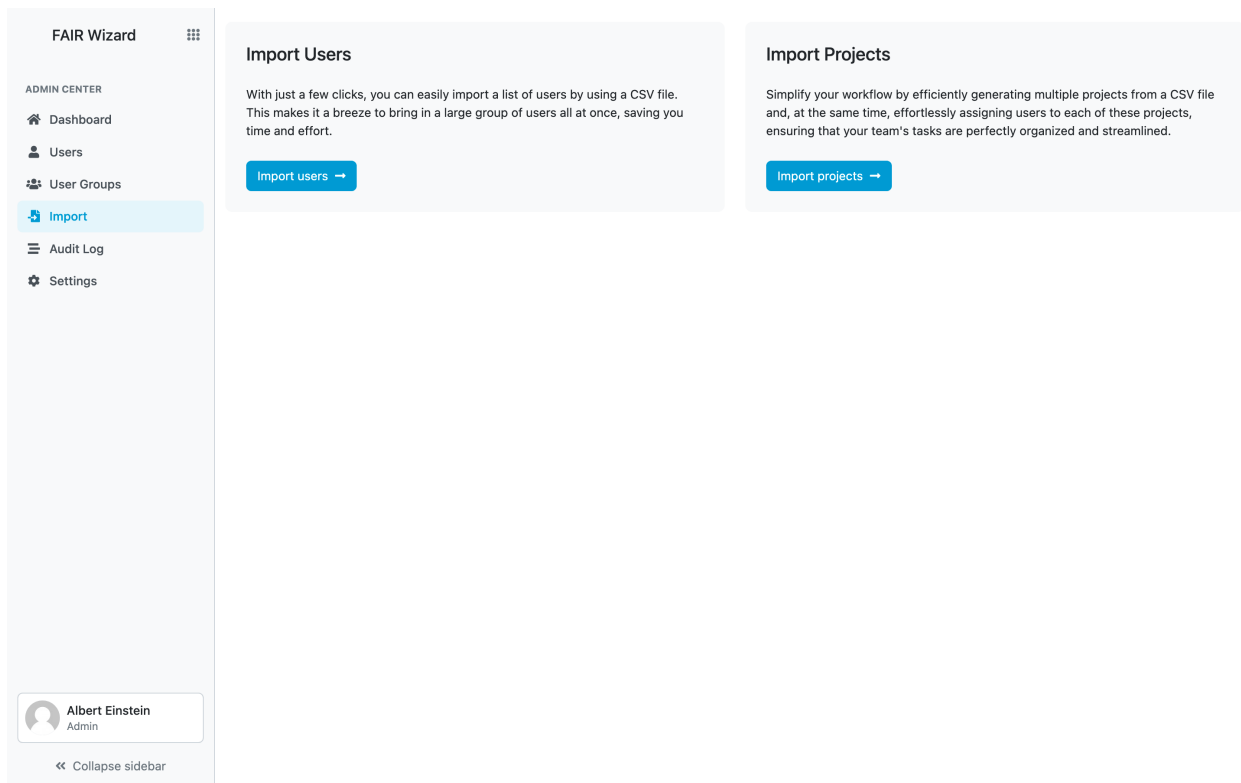 FAIR Wizard
ADMIN CENTER
Dashboard
Users
User Groups
Import
Audit Log
Settings
Albert Einstein
Admin
Collapse sidebar
Import Users
With just a few clicks, you can easily import a list of users by using a CSV file.
This makes it a breeze to bring in a large group of users all at once, saving you
time and effort.
Import users →
Import Projects
Simplify your workflow by efficiently generating multiple projects from a CSV file
and, at the same time, effortlessly assigning users to each of these projects,
ensuring that your team's tasks are perfectly organized and streamlined.
Import projects →